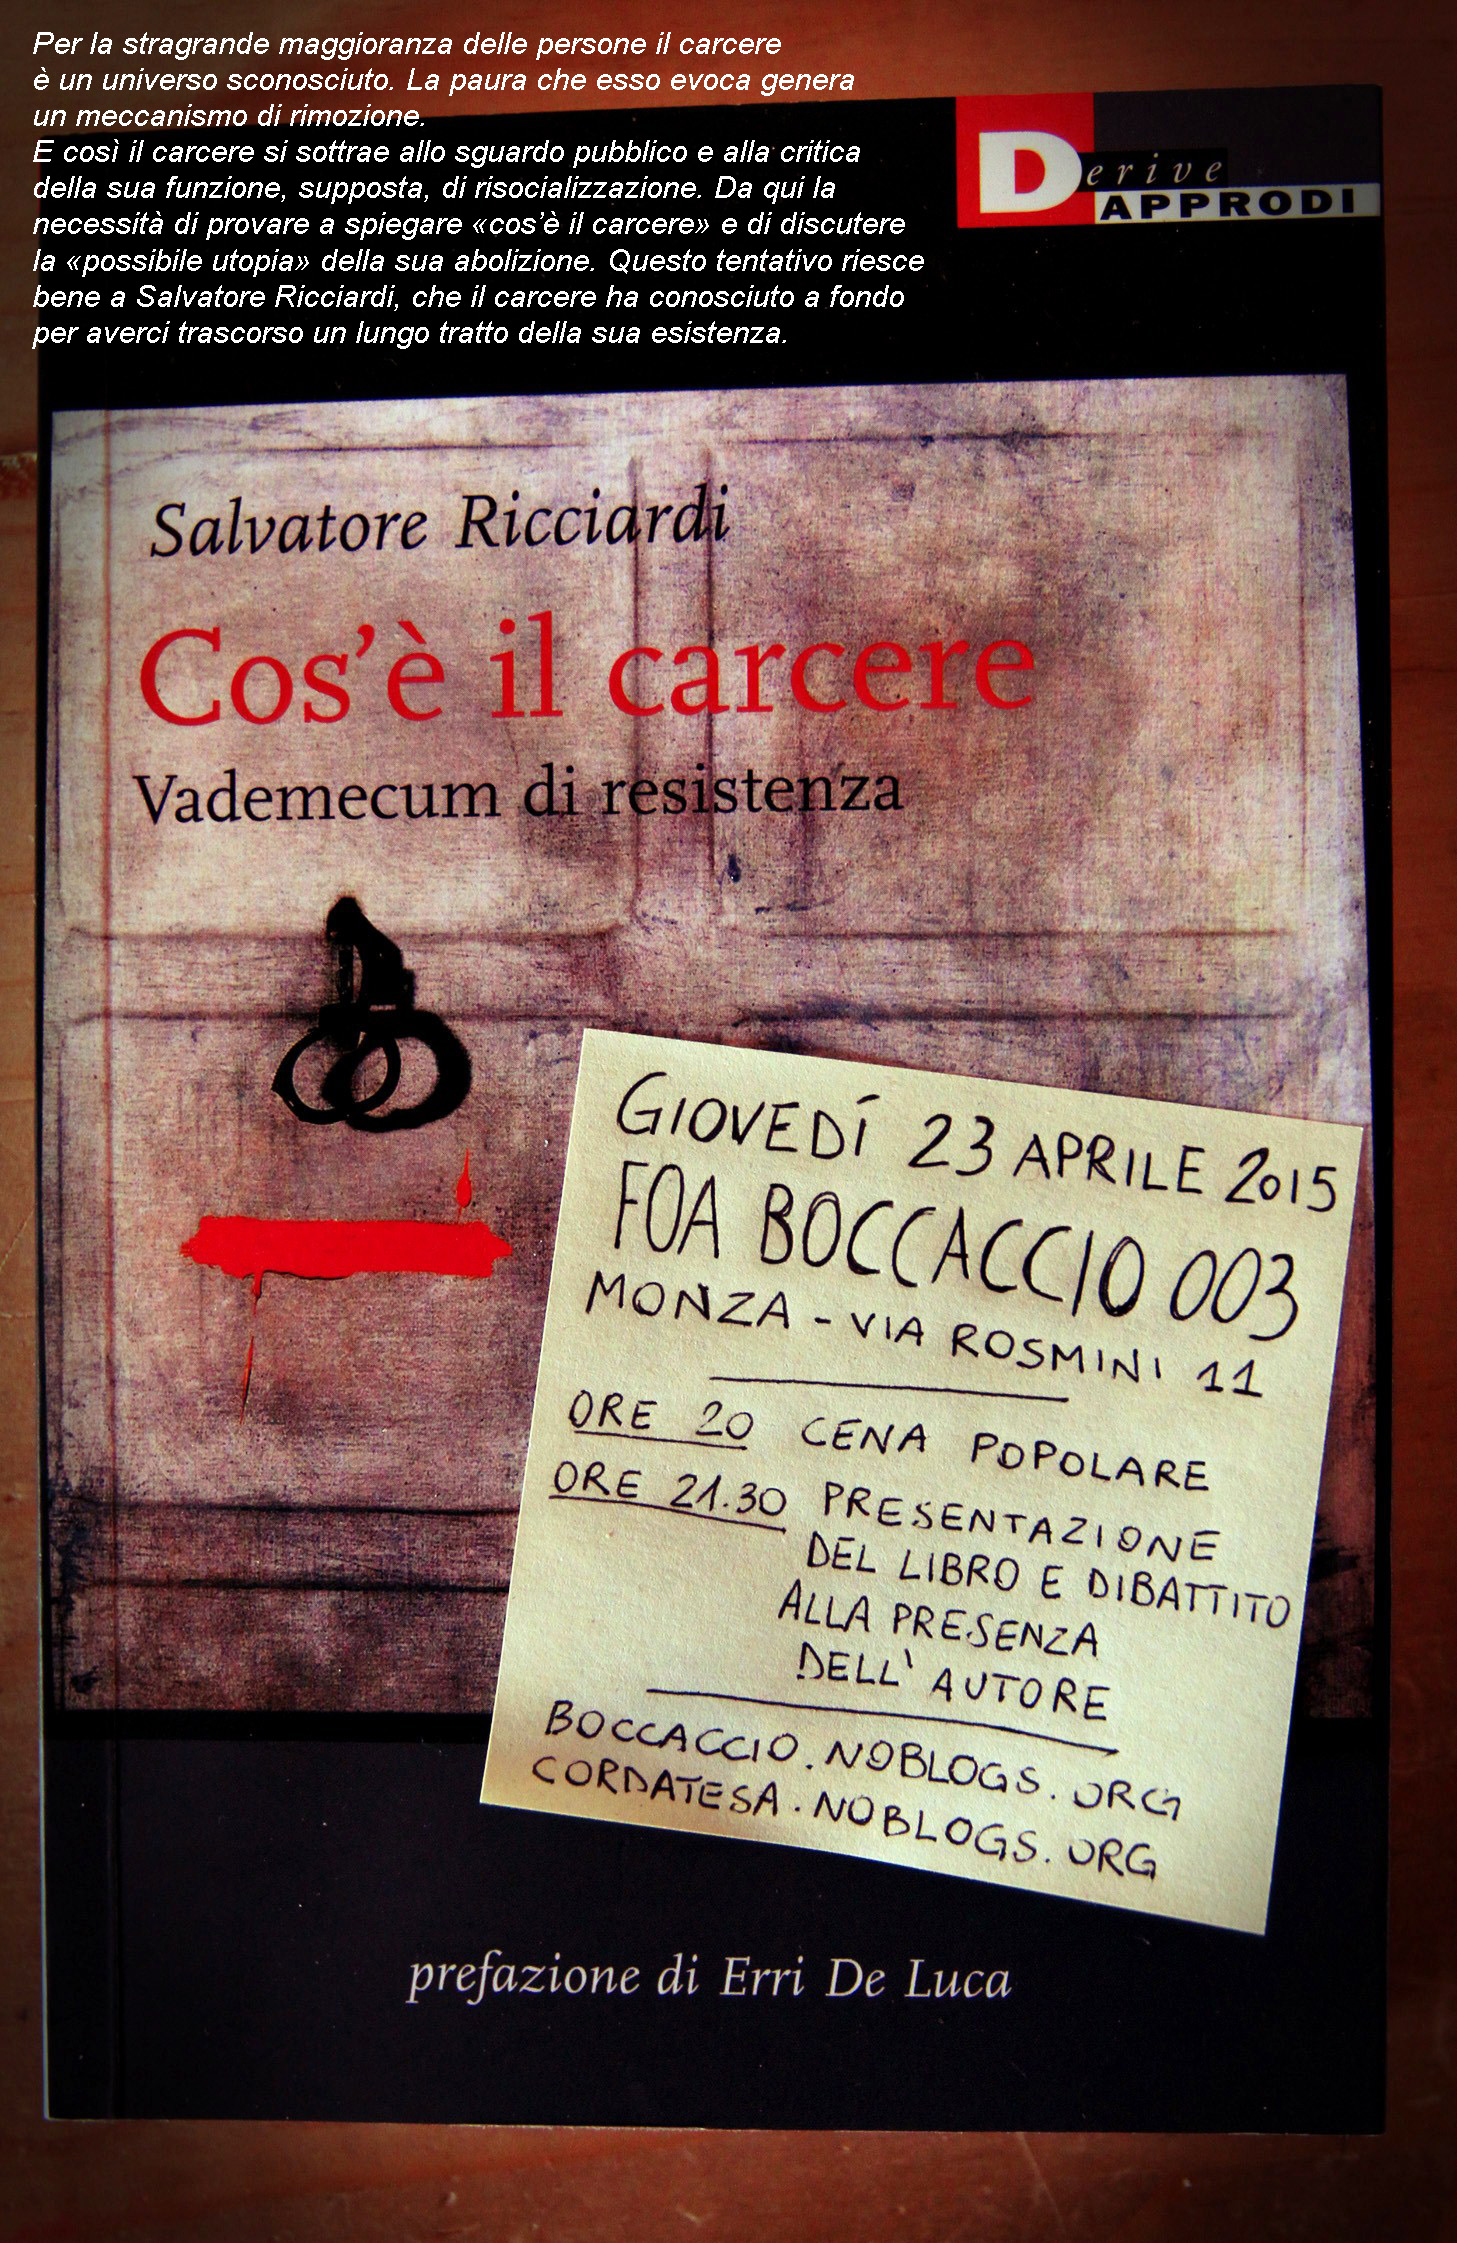 Per la stragrande maggioranza delle persone il carcere
è un universo sconosciuto. La paura che esso evoca genera
un meccanismo di rimozione.
E così il carcere si sottrae allo sguardo pubblico e alla critica
della sua funzione, supposta, di risocializzazione. Da qui la
necessità di provare a spiegare «cos'è il carcere» e di discutere
la «possibile utopia» della sua abolizione. Questo tentativo riesce
bene a Salvatore Ricciardi, che il carcere ha conosciuto a fondo
per averci trascorso un lungo tratto della sua esistenza.
Derive
APPRODI
Salvatore Ricciardi
Cos'è il carcere
Vademecum di resistenza
GIOVEDÍ 23 APRILE 2015
FOA BOCCACCIO 003
MONZA - VIA ROSMINI 11
ORE 20 CENA POPOLARE
ORE 21.30 PRESENTAZIONE
DEL LIBRO E DIBATTITO
ALLA PRESENZA
DELL'AUTORE
BOCCACCIO.NOBLOGS.ORG
CORDATESA.NOBLOGS.ORG
prefazione di Erri De Luca